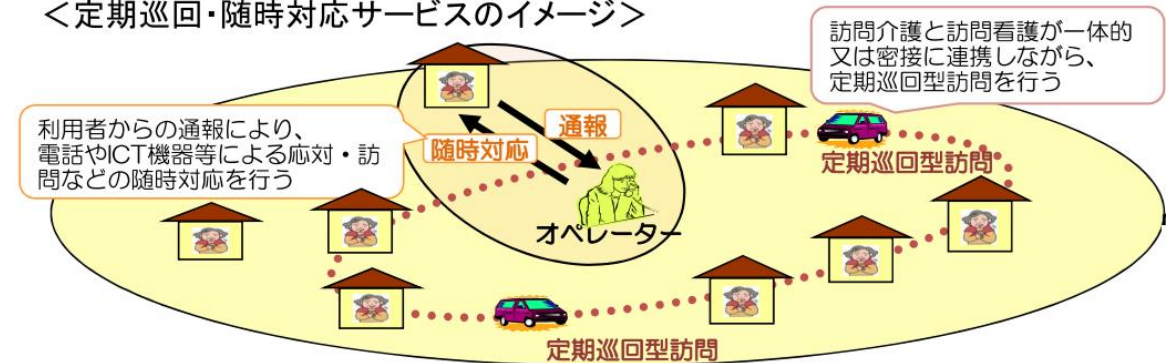 ＜定期巡回・随時対応サービスのイメージ＞
訪問介護と訪問看護が一体的
又は密接に連携しながら、
定期巡回型訪問を行う
利用者からの通報により、
電話やICT機器等による応対・訪
問などの随時対応を行う
通報
随時対応
定期巡回型訪問
オペレーター
定期巡回型訪問